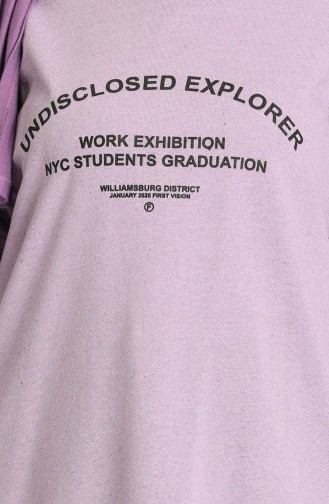 UNDISCLOSED EXPLORER
WORK EXHIBITION
NYC STUDENTS GRADUATION
WILLIAMSBURG DISTRICT
JANUARY 2020 FIRST VISION
F